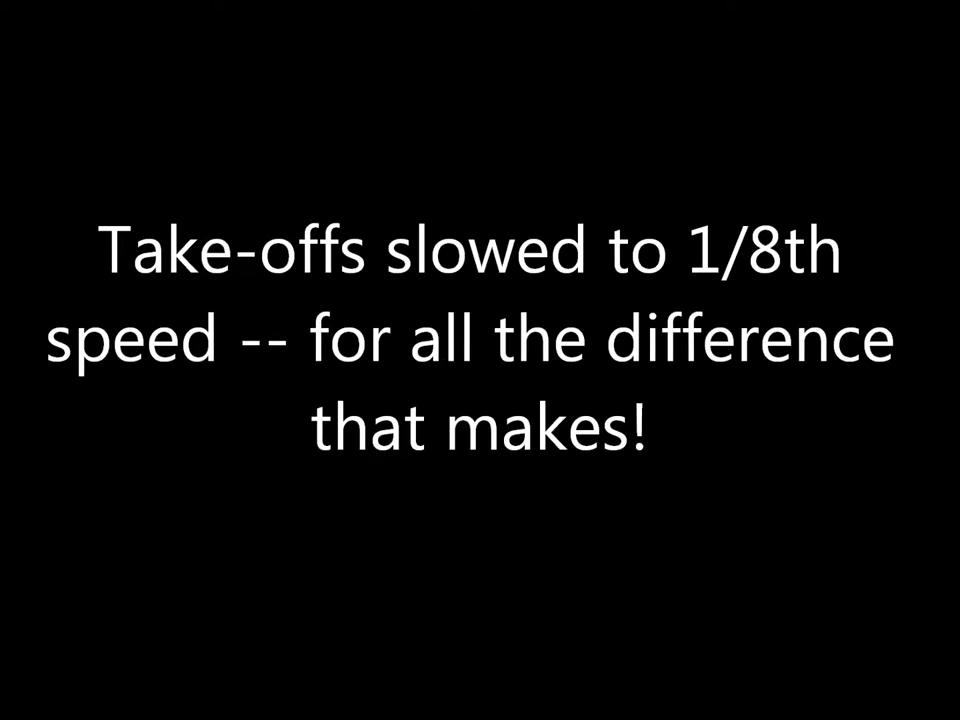 Take-offs slowed to 1/8th
speed -- for all the difference
that makes!